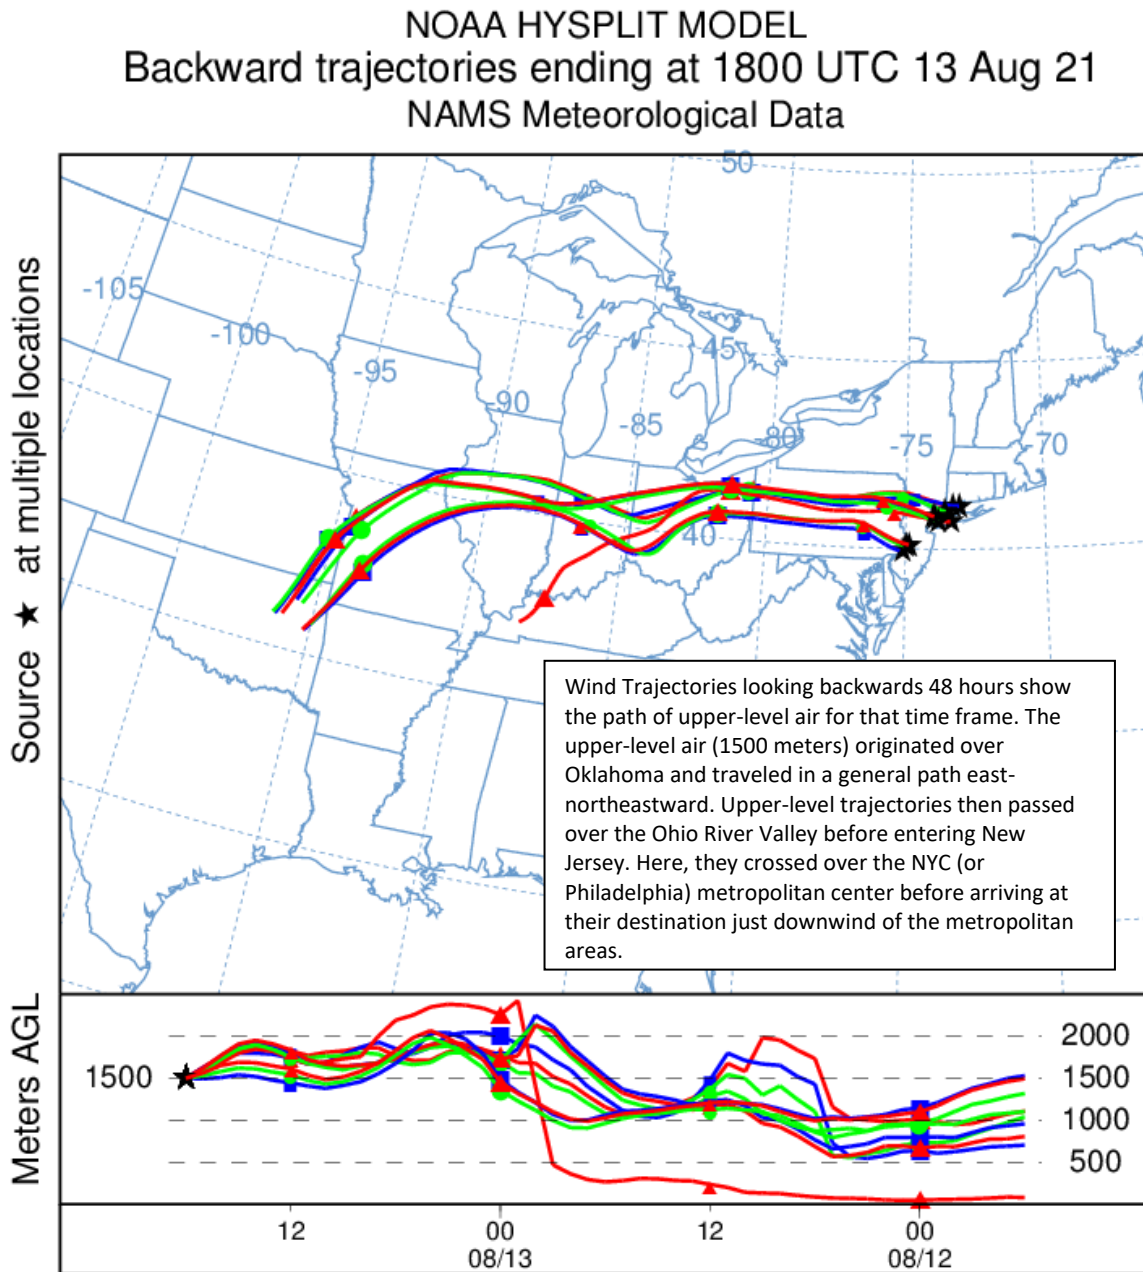 NOAA HYSPLIT MODEL
Backward trajectories ending at 1800 UTC 13 Aug 21
NAMS Meteorological Data
Source ★ at multiple locations
50
-105
-100
-95
-90
-85
-80
-75
-70
45
40
Wind Trajectories looking backwards 48 hours show
the path of upper-level air for that time frame. The
upper-level air (1500 meters) originated over
Oklahoma and traveled in a general path east-
northeastward. Upper-level trajectories then passed
over the Ohio River Valley before entering New
Jersey. Here, they crossed over the NYC (or
Philadelphia) metropolitan center before arriving at
their destination just downwind of the metropolitan
areas.
Meters AGL
1500
2000
1500
1000
500
12 00 12 00
08/13 08/12